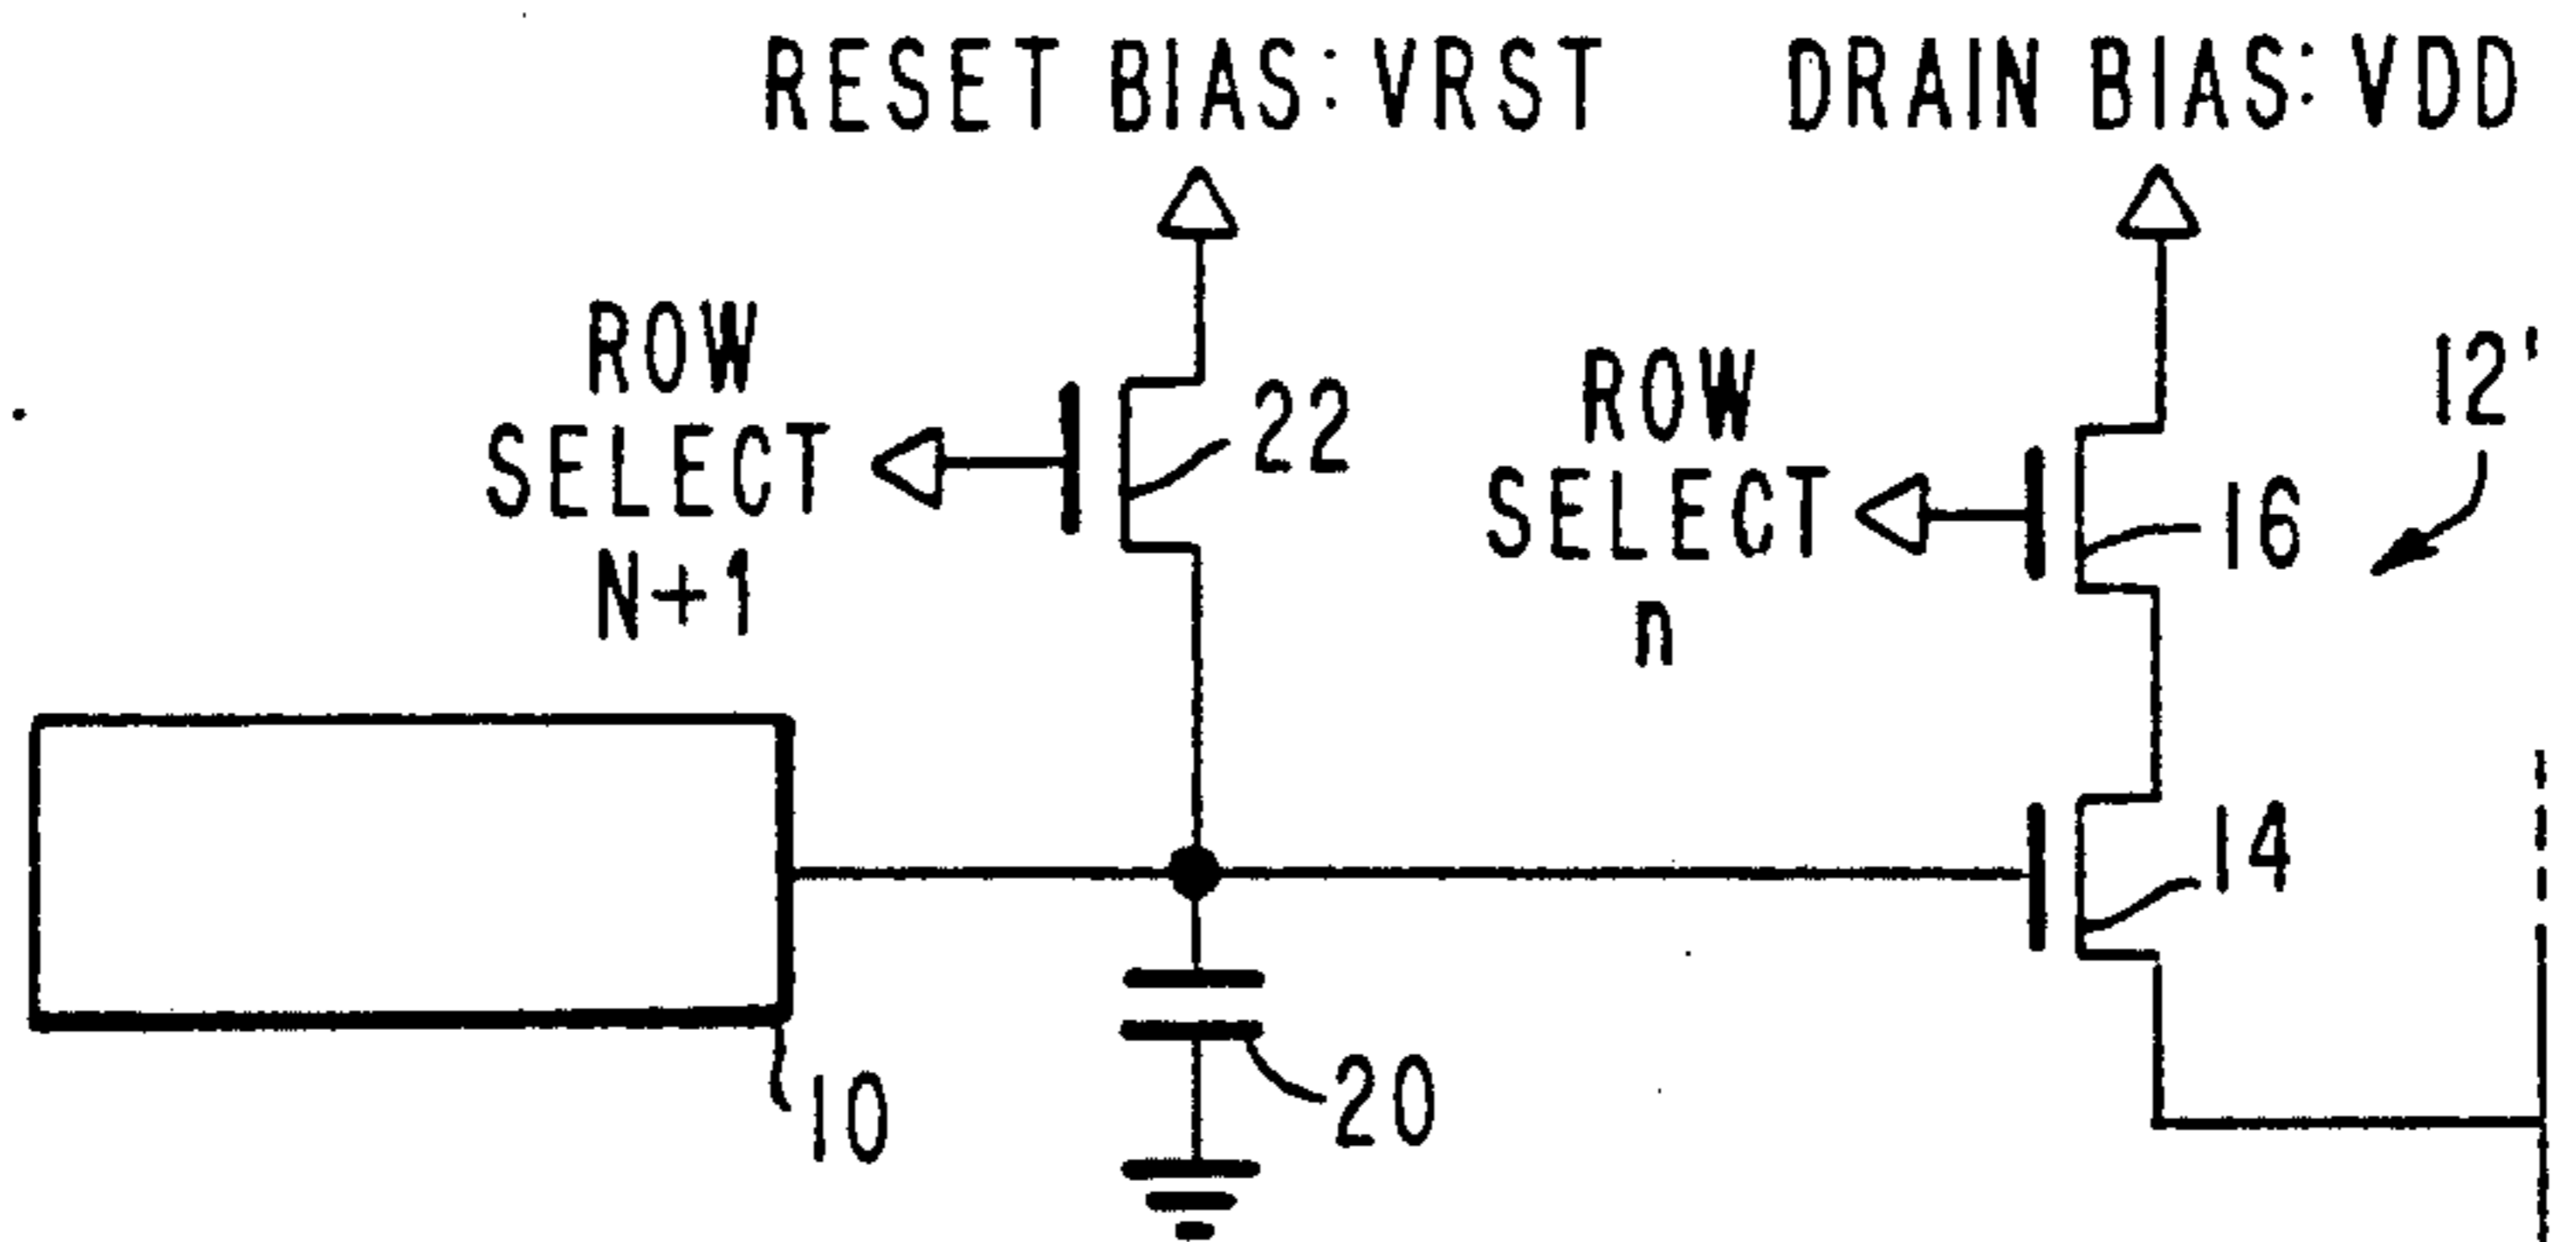 RESET BIAS: VRST
DRAIN BIAS: VDD
ROW
SELECT
N+1
22
ROW
SELECT
n
16
12'
14
10
20